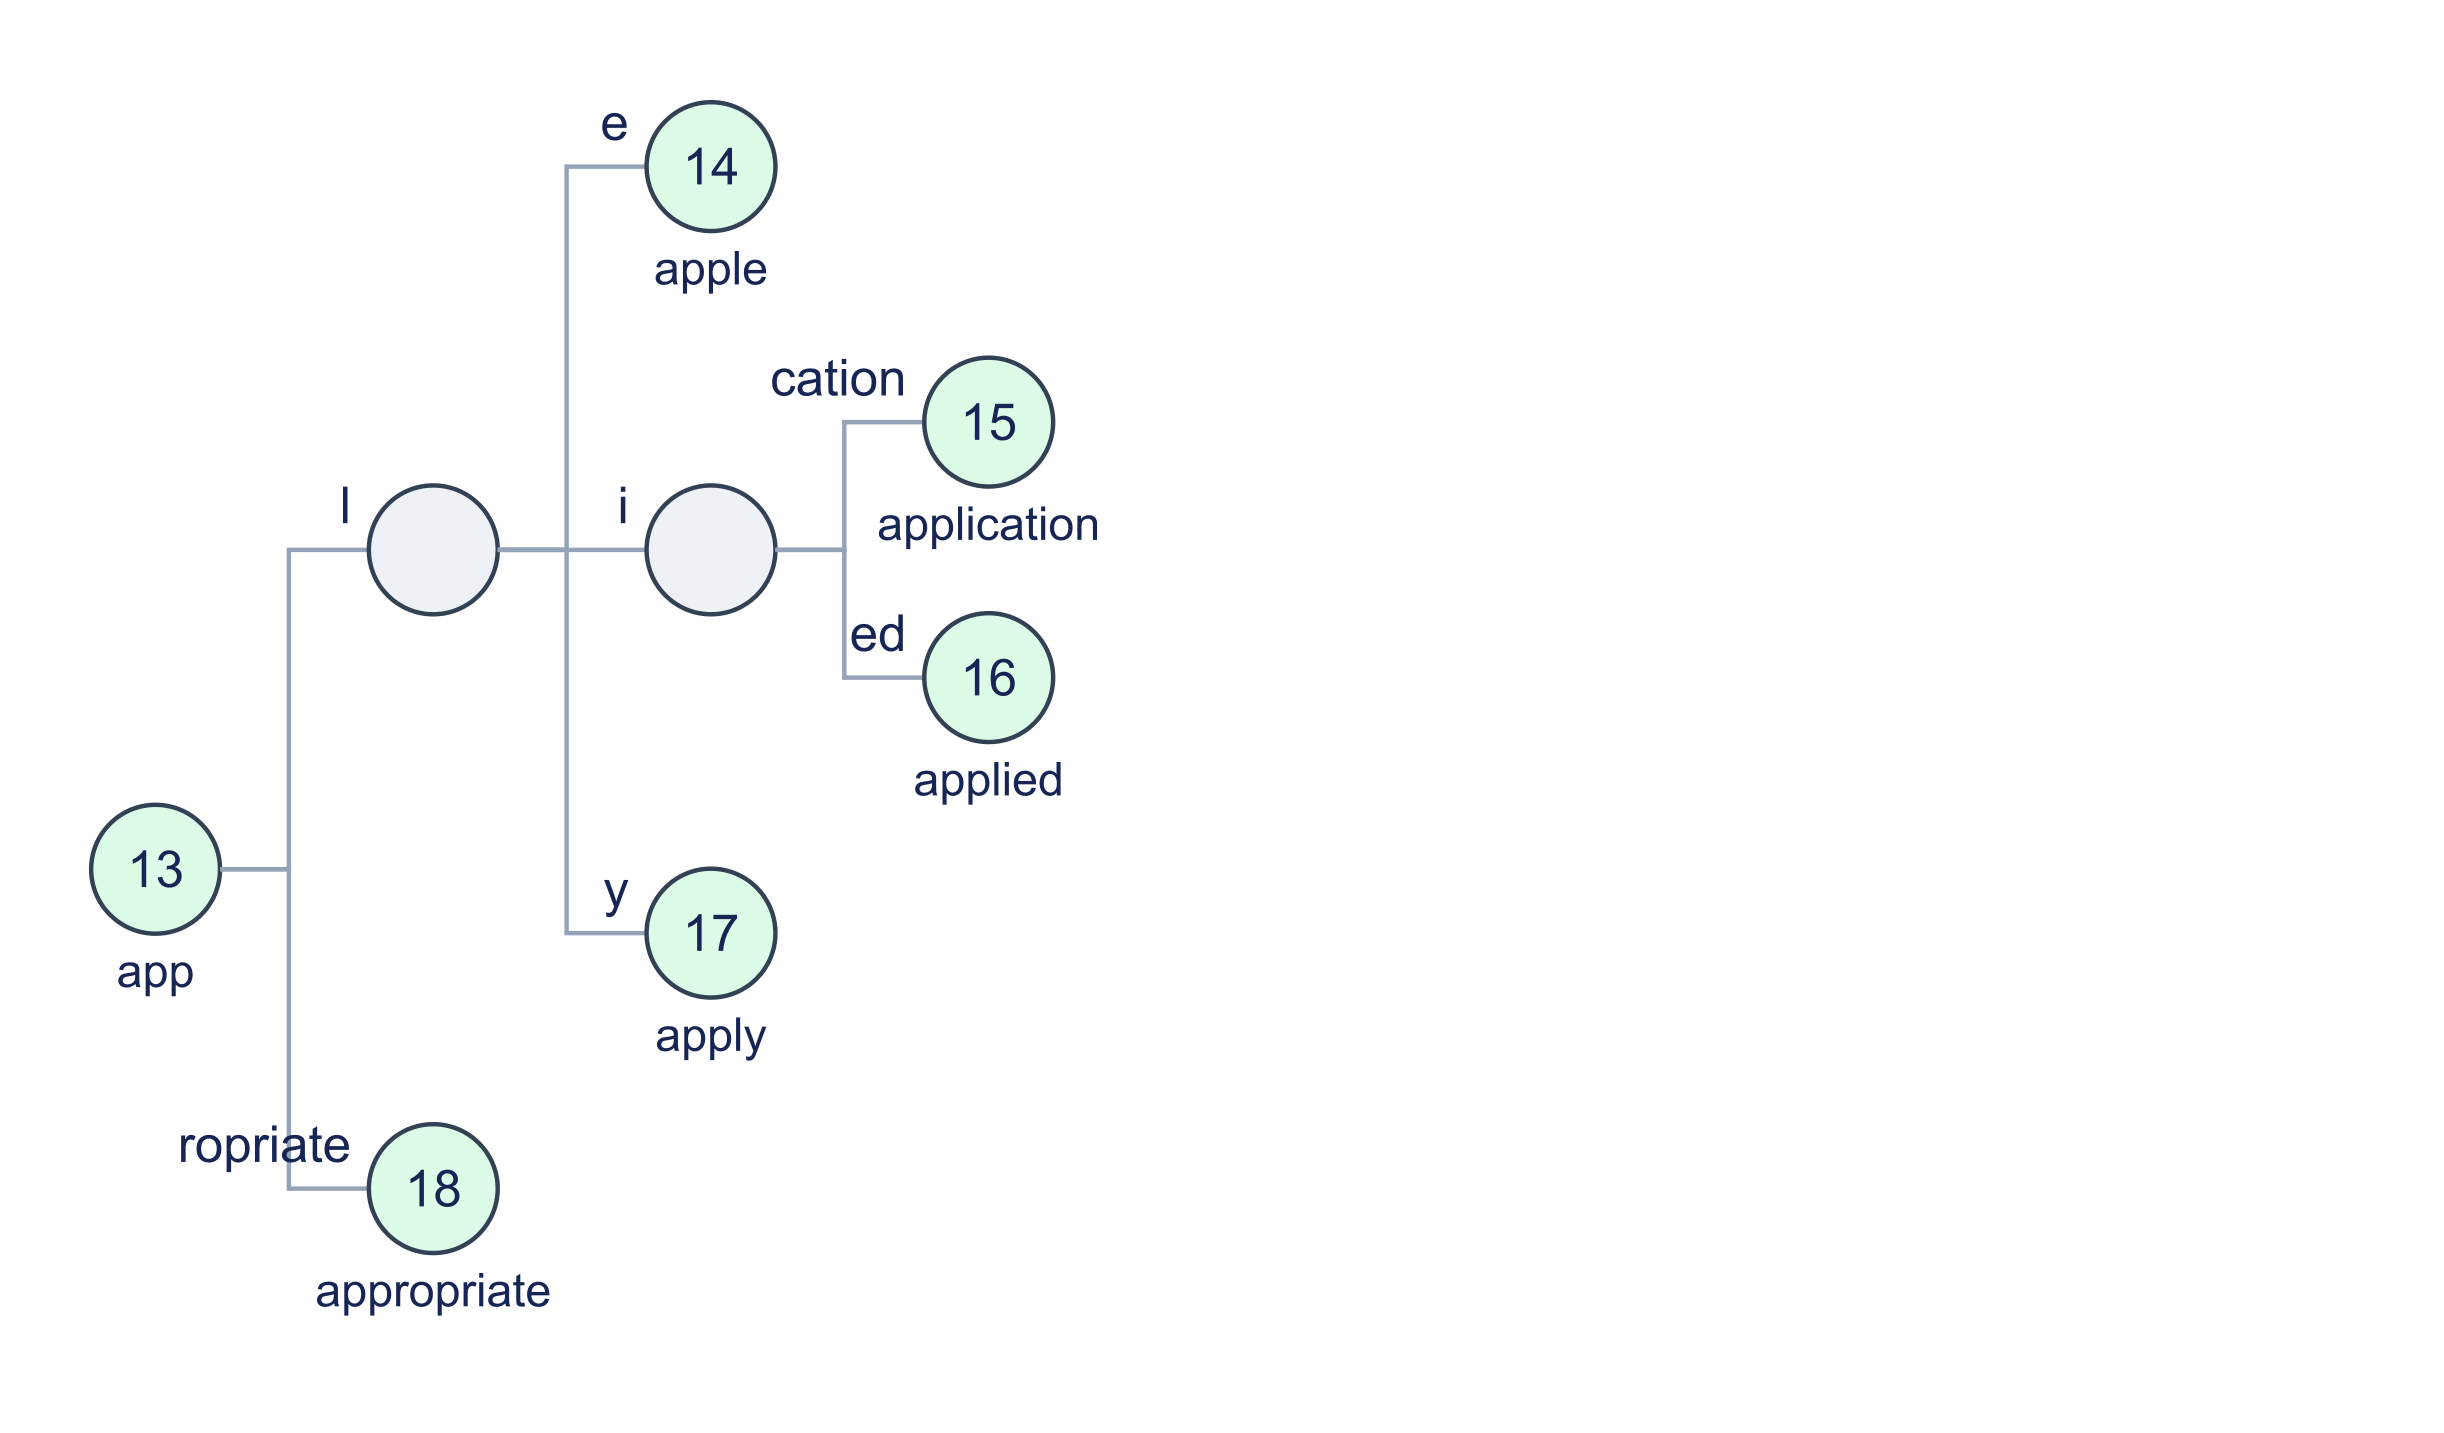 e
14
apple
cation
15
application
l
i
ed
16
applied
13
app
y
17
apply
ropriate
18
appropriate